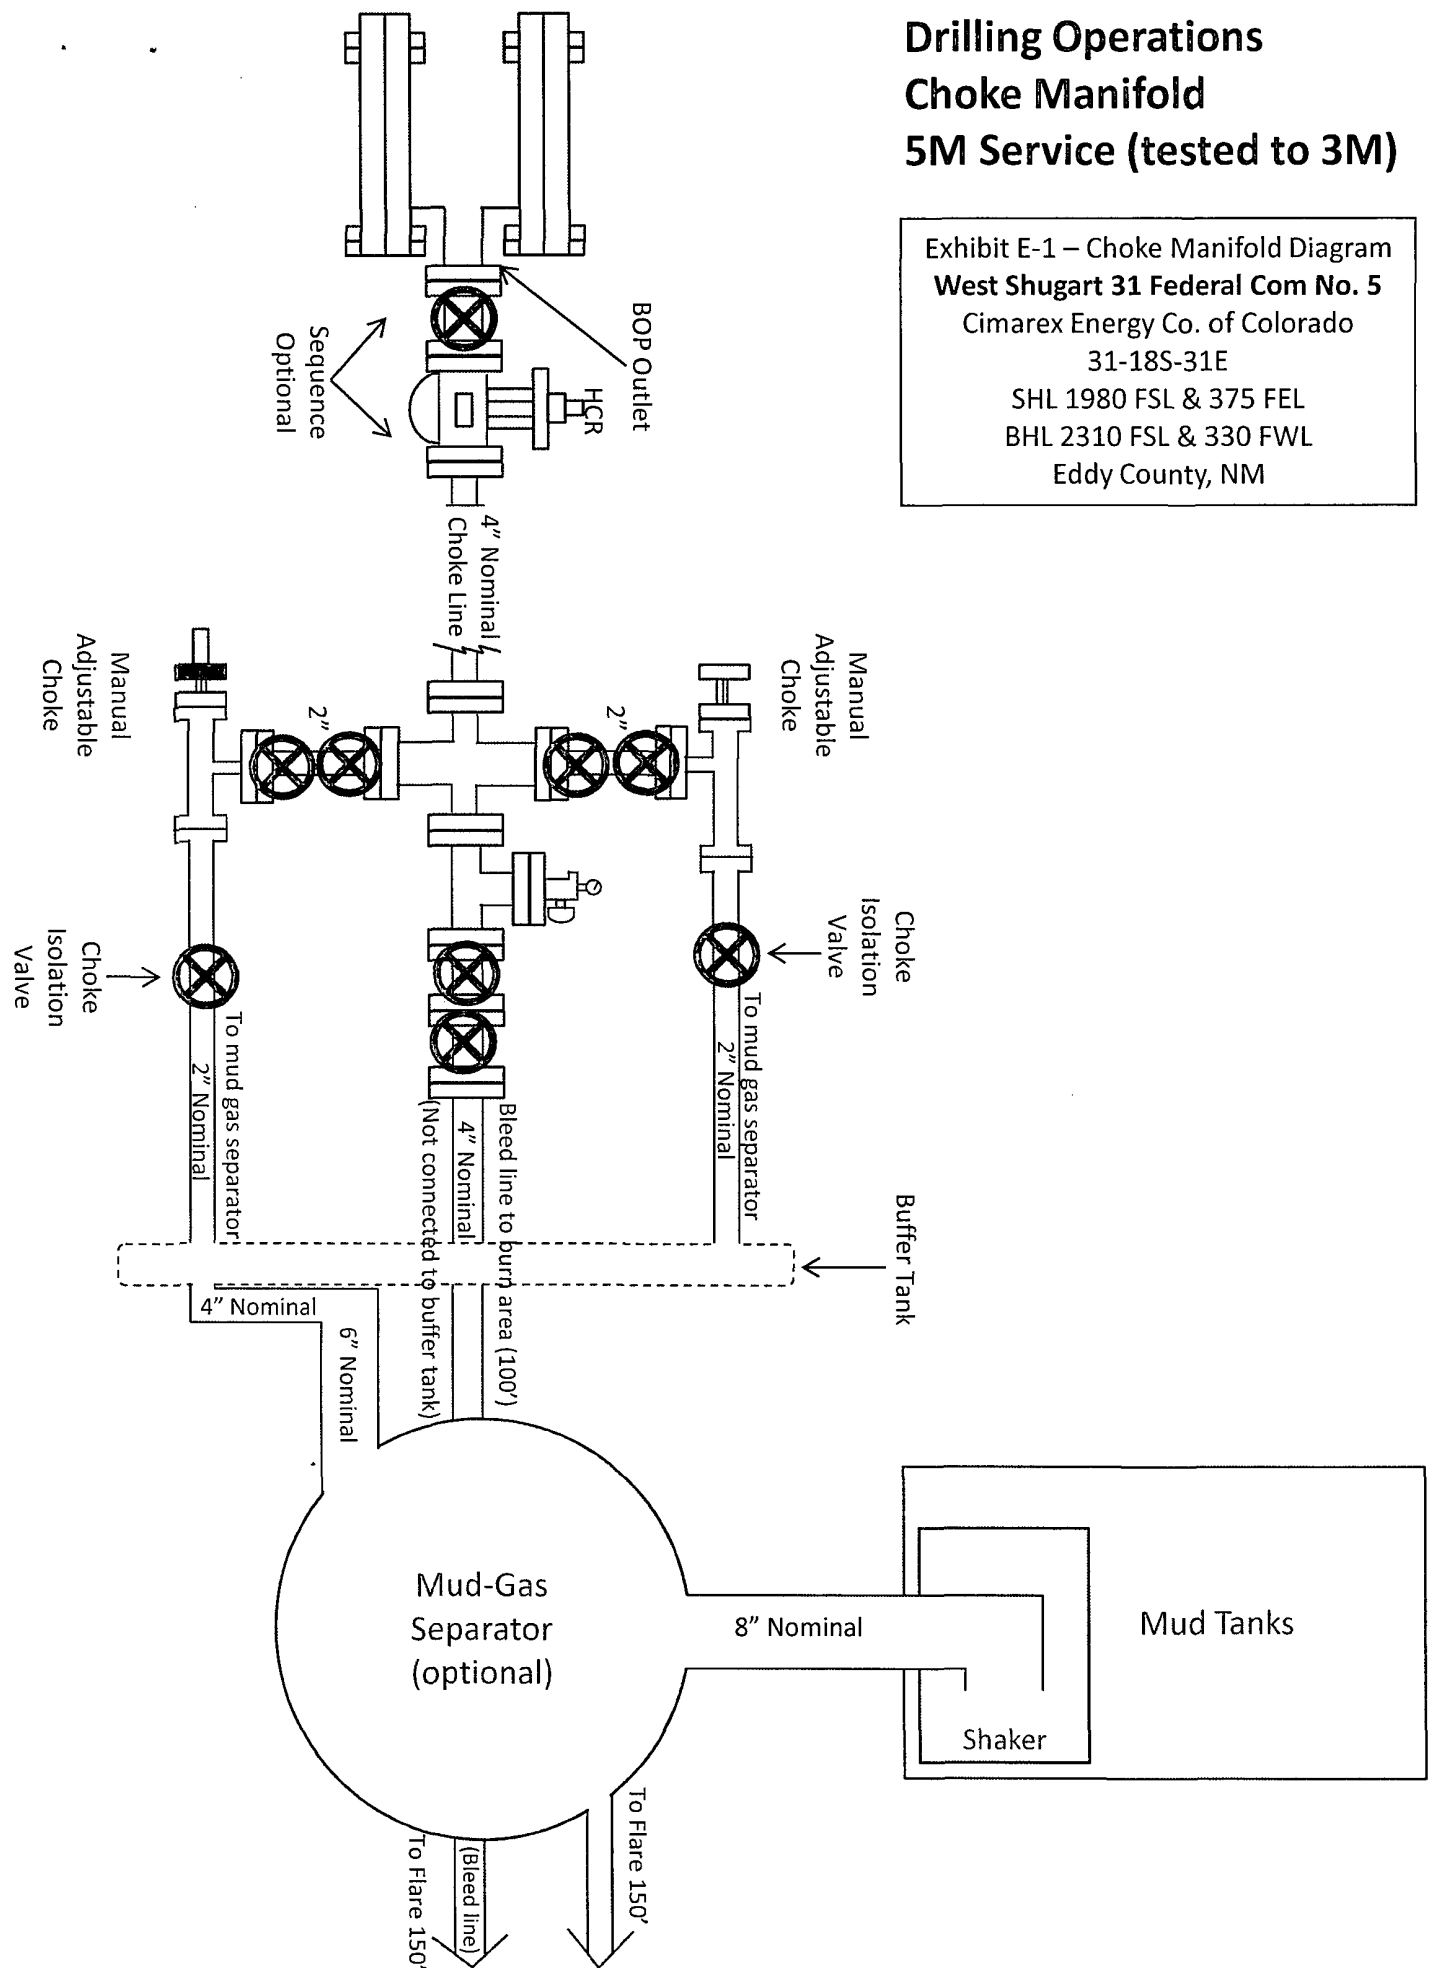 Drilling Operations
Choke Manifold
5M Service (tested to 3M)
Exhibit E-1 – Choke Manifold Diagram
West Shugart 31 Federal Com No. 5
Cimarex Energy Co. of Colorado
31-18S-31E
SHL 1980 FSL & 375 FEL
BHL 2310 FSL & 330 FWL
Eddy County, NM
BOP Outlet
Sequence
Optional
HCR
4” Nominal
Choke Line
Manual
Adjustable
Choke
2”
2”
Manual
Adjustable
Choke
Choke
Isolation
Valve
Choke
Isolation
Valve
To mud gas separator
2” Nominal
Bleed line to burn area (100’)
4” Nominal
(Not connected to buffer tank)
To mud gas separator
2” Nominal
Buffer Tank
4” Nominal
6” Nominal
Mud-Gas
Separator
(optional)
8” Nominal
Mud Tanks
Shaker
To Flare 150’
(Bleed line)
To Flare 150’